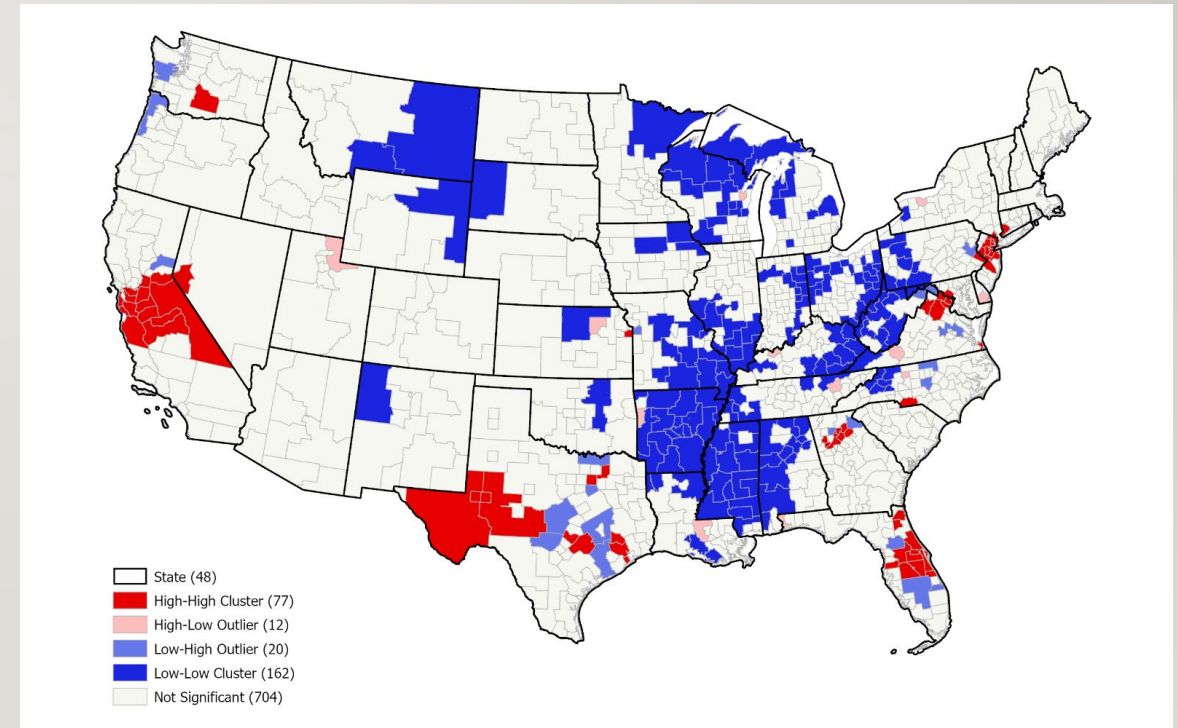 State (48)
High-High Cluster (77)
High-Low Outlier (12)
Low-High Outlier (20)
Low-Low Cluster (162)
Not Significant (704)